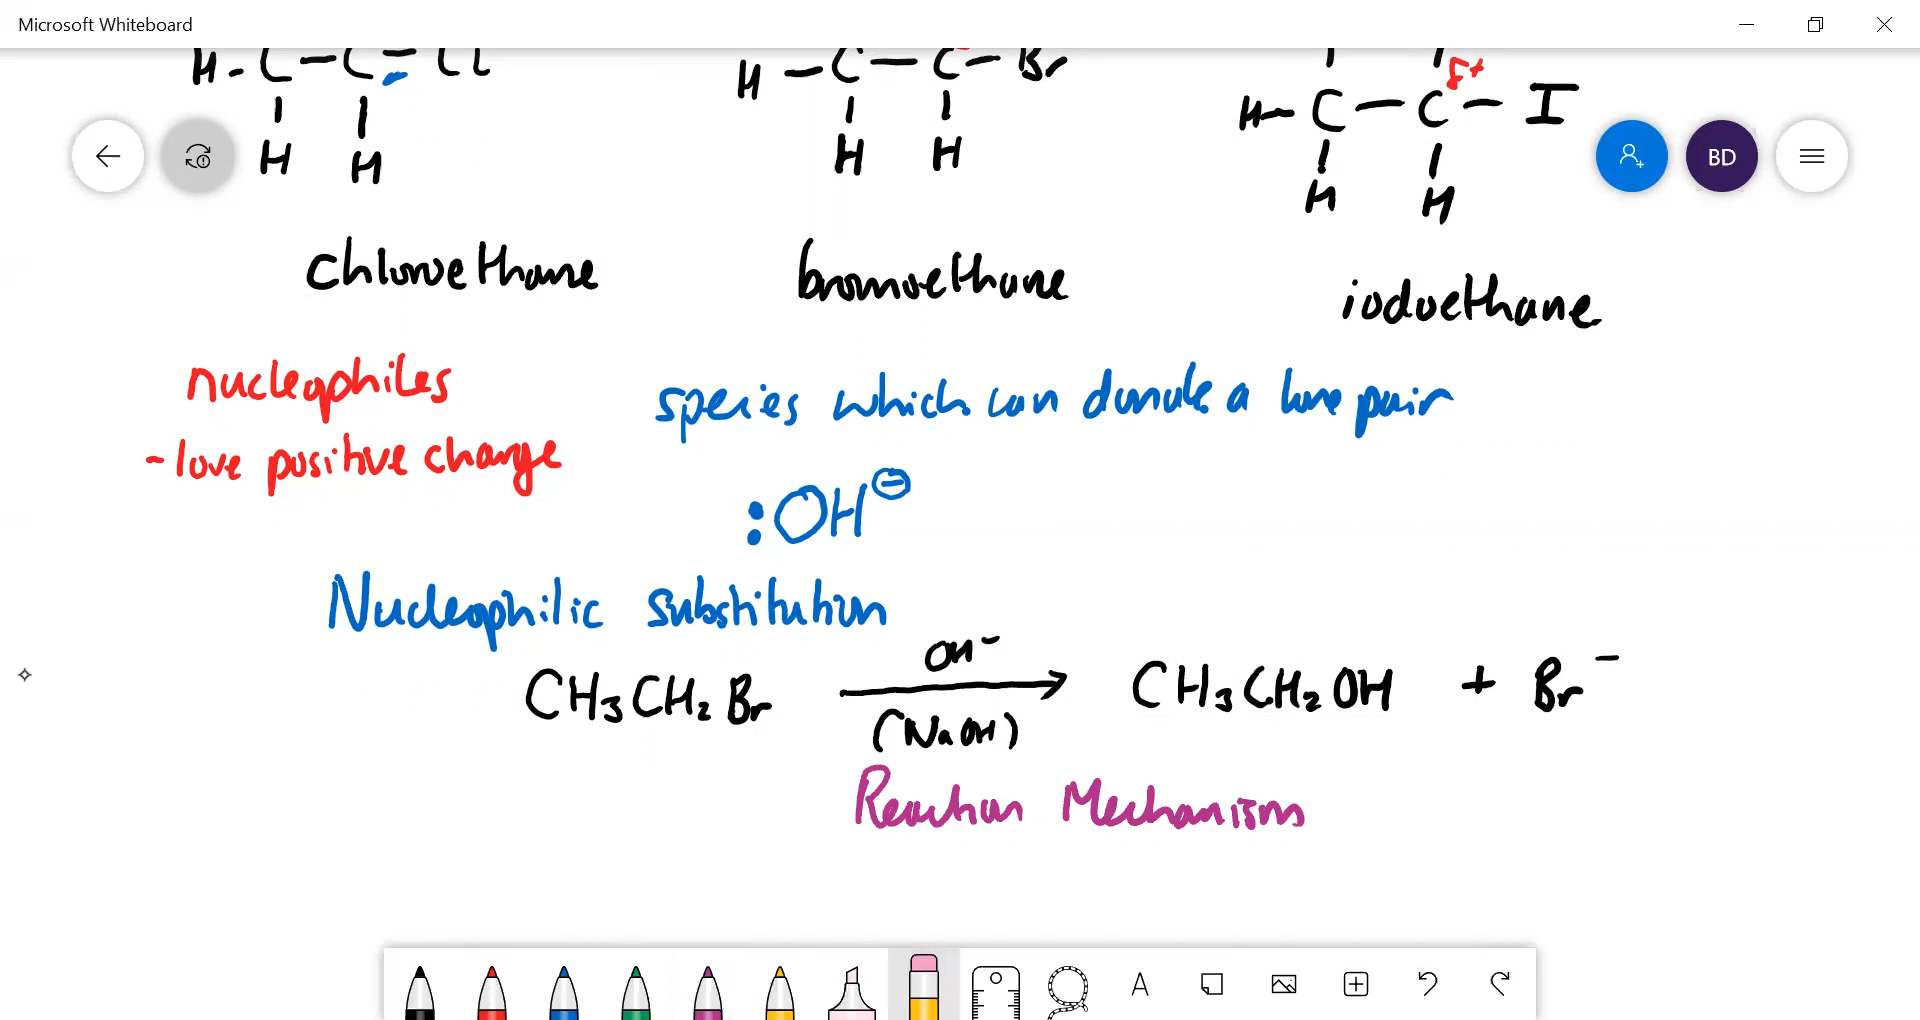 Microsoft Whiteboard
H - C - C - Cl
H - C - C - Br
δ+
H - C - C - I
H H
H H
H H
BD
chloroethane
bromoethane
iodoethane
nucleophiles
species which can donate a lone pair
- love positive charge
:OH⊖
Nucleophilic substitution
OH⁻
CH₃CH₂Br → CH₃CH₂OH + Br⁻
(NaOH)
Reaction Mechanism
A